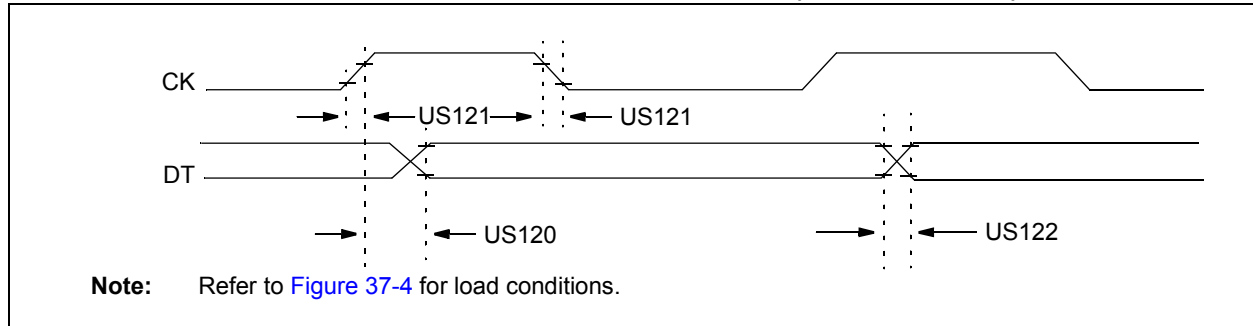 CK
US121 US121
DT
US120 US122
Note: Refer to Figure 37-4 for load conditions.